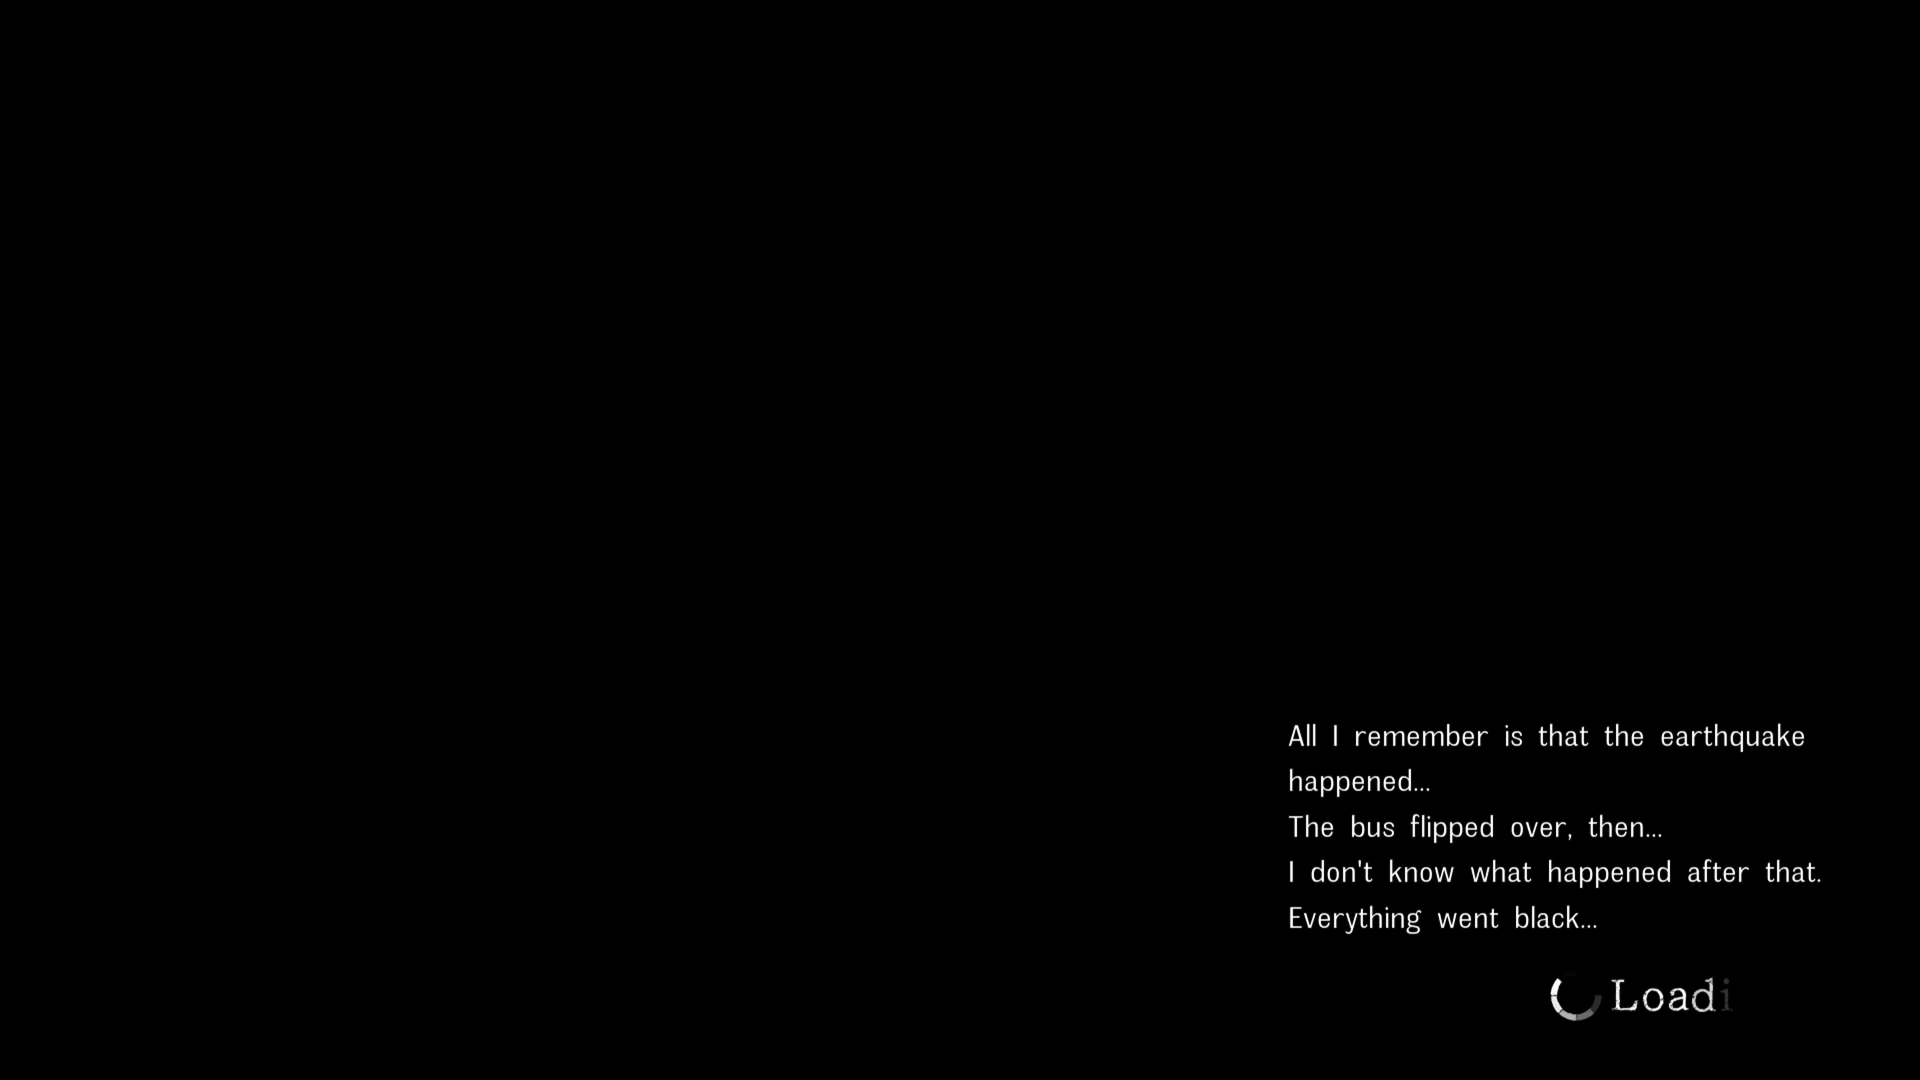 All I remember is that the earthquake
happened...
The bus flipped over, then...
I don't know what happened after that.
Everything went black...
Loadi